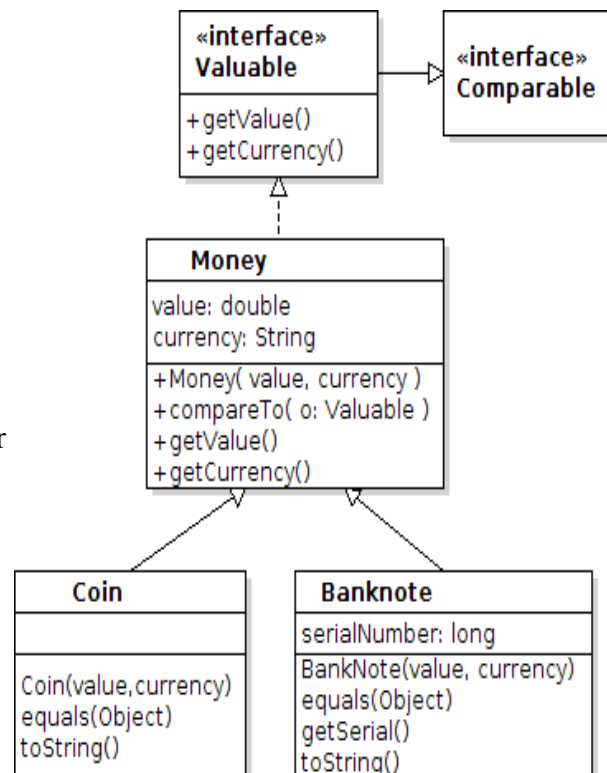 «interface»
Valuable
+getValue()
+getCurrency()
«interface»
Comparable
Money
value: double
currency: String
+Money( value, currency )
+compareTo( o: Valuable )
+getValue()
+getCurrency()
r
Coin
Coin(value,currency)
equals(Object)
toString()
Banknote
serialNumber: long
BankNote(value, currency)
equals(Object)
getSerial()
toString()